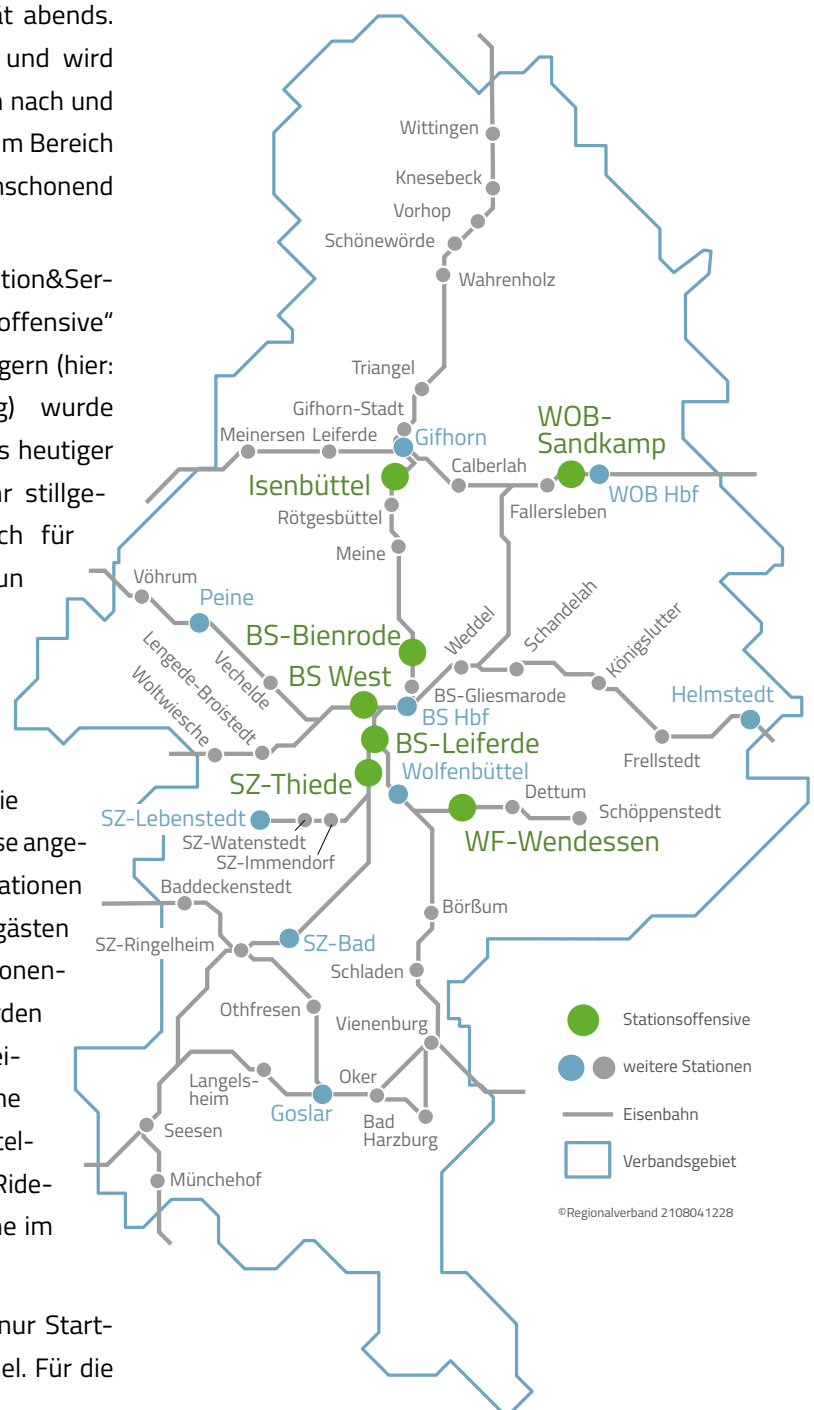 ät abends.
und wird
nach und
m Bereich
nschonend
tion&Ser-
offensive“
gern (hier:
g) wurde
s heutiger
r stillge-
ch für
un
ie
se ange-
ationen
gästen
onen-
den
ei-
ne
tel-
Ride-
ne im
nur Start-
el. Für die
Wittingen
Knesebeck
Vorhop
Schönewörde
Wahrenholz
Triangel
Gifhorn-Stadt
Meinersen Leiferde
Gifhorn
WOB-
Sandkamp
Calberlah
Isenbüttel
WOB Hbf
Rötgesbüttel
Fallersleben
Meine
Vöhrum
Peine
Lengede-Broistedt
Vechelde
Woltwiesche
BS-Bienrode
BS West
Weddel
Schandelah
Königslutter
BS-Gliesmarode
BS Hbf
Helmstedt
BS-Leiferde
Frellstedt
Wolfenbüttel
SZ-Thiede
Dettum
SZ-Lebenstedt
Schöppenstedt
SZ-Watenstedt
WF-Wendessen
SZ-Immendorf
Baddeckenstedt
Börßum
SZ-Ringelheim
SZ-Bad
Schladen
Othfresen
Vienenburg
Langels-
heim
Oker
Goslar
Bad
Harzburg
Seesen
Münchehof
Stationsoffensive
weitere Stationen
Eisenbahn
Verbandsgebiet
©Regionalverband 2108041228